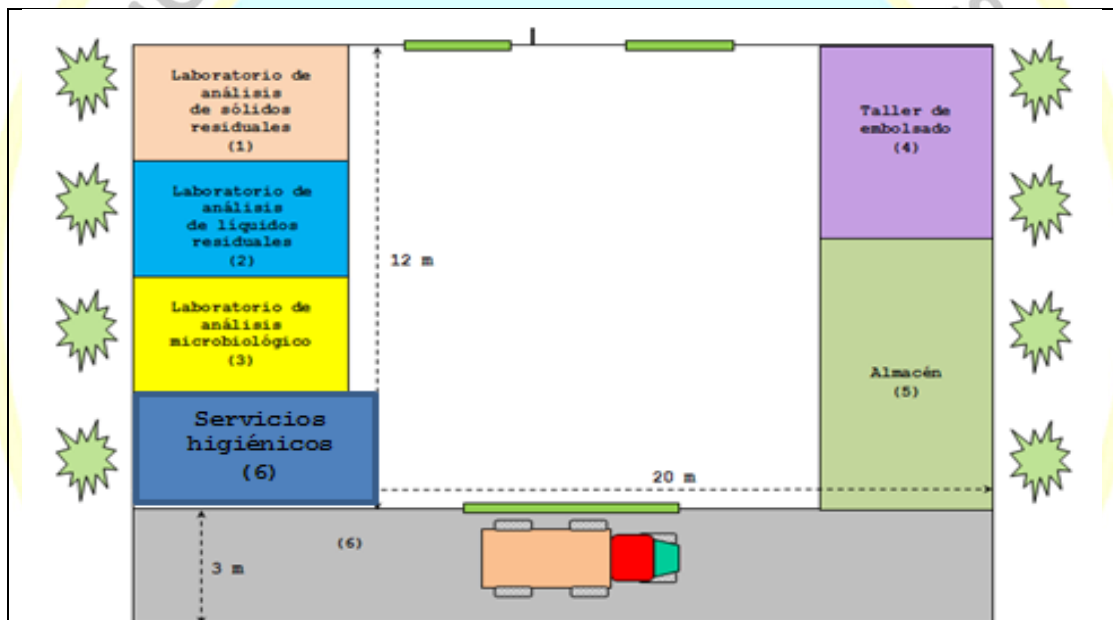 Laboratorio de
análisis
de sólidos
residuales
(1)
Laboratorio de
análisis
de líquidos
residuales
(2)
Laboratorio de
análisis
microbiológico
(3)
Servicios
higiénicos
(6)
12 m
20 m
Taller de
embolsado
(4)
Almacén
(5)
(6)
3 m